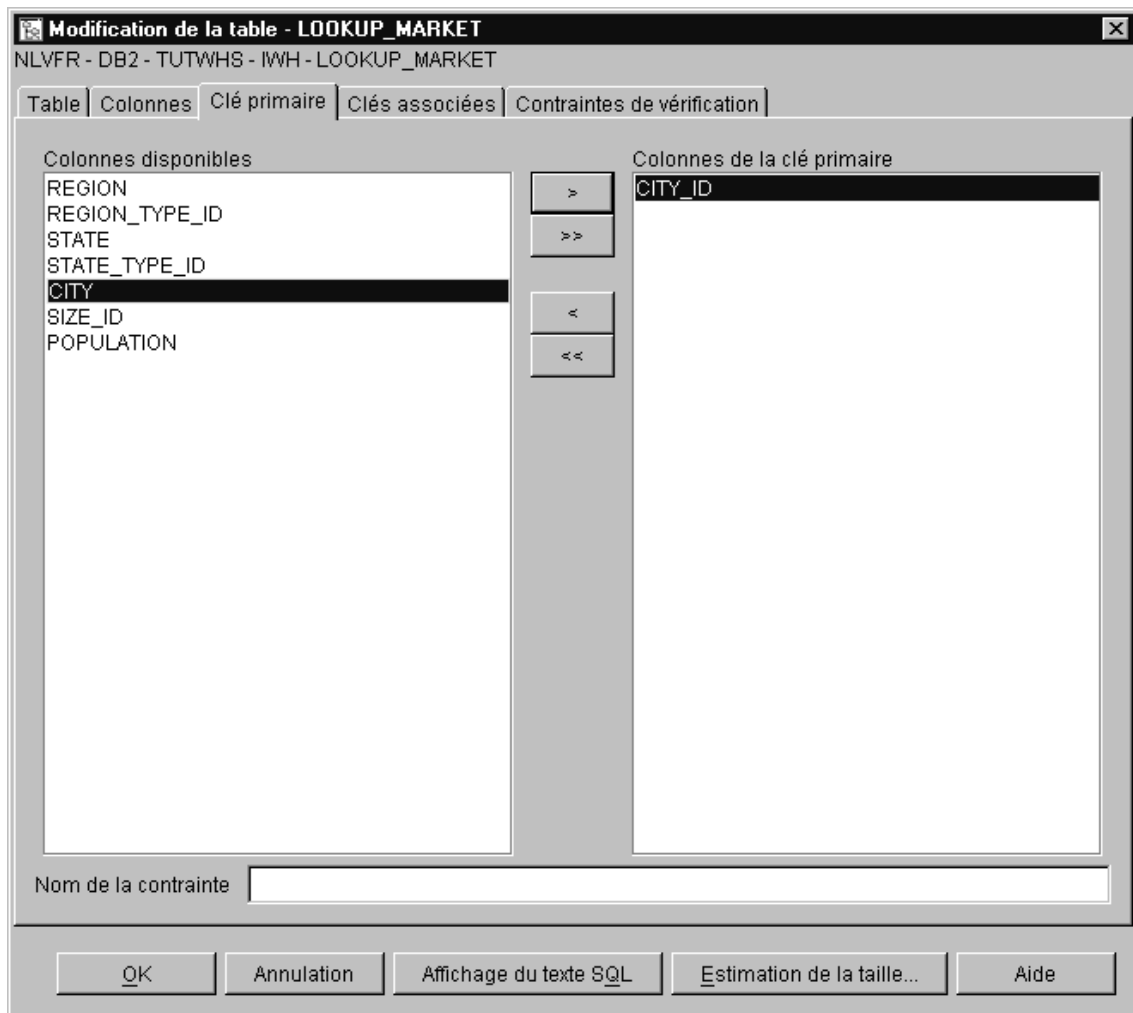 Modification de la table - LOOKUP_MARKET
NLVFR - DB2 - TUTWHS - IWH - LOOKUP_MARKET
Table Colonnes Clé primaire Clés associées Contraintes de vérification
Colonnes disponibles
REGION
REGION_TYPE_ID
STATE
STATE_TYPE_ID
CITY
SIZE_ID
POPULATION
>
>>
<
<<
Colonnes de la clé primaire
CITY_ID
Nom de la contrainte
OK Annulation Affichage du texte SQL Estimation de la taille... Aide